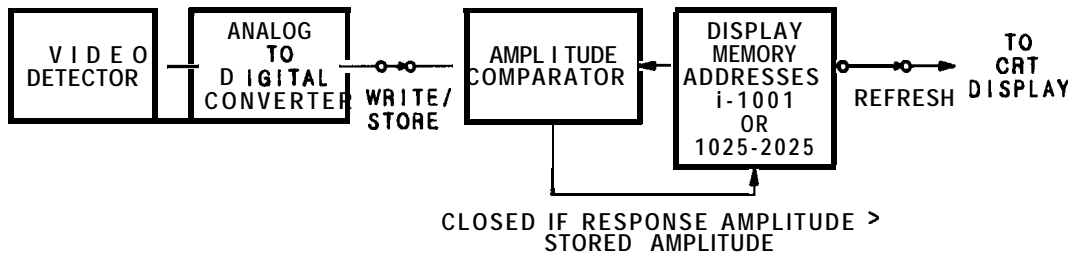 VIDEO
DETECTOR
ANALOG
TO
DIGITAL
CONVERTER
WRITE/
STORE
AMPLITUDE
COMPARATOR
DISPLAY
MEMORY
ADDRESSES
i-1001
OR
1025-2025
REFRESH
TO
CRT
DISPLAY
CLOSED IF RESPONSE AMPLITUDE >
STORED AMPLITUDE